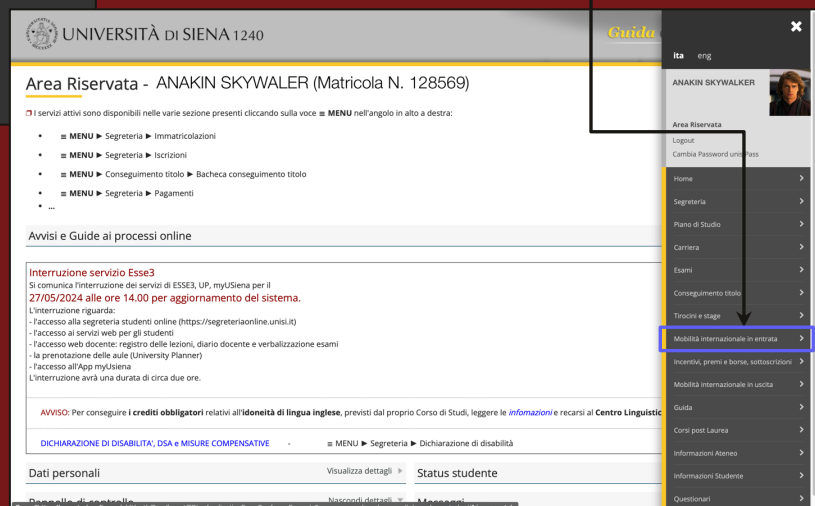 UNIVERSITÀ DI SIENA 1240
Guida
ita eng
ANAKIN SKYWALKER
Area Riservata
Logout
Cambia Password unisiPass
Area Riservata - ANAKIN SKYWALER (Matricola N. 128569)
I servizi attivi sono disponibili nelle varie sezione presenti cliccando sulla voce ≡ MENU nell'angolo in alto a destra:
• ≡ MENU ► Segreteria ► Immatricolazioni
• ≡ MENU ► Segreteria ► Iscrizioni
• ≡ MENU ► Conseguimento titolo ► Bacheca conseguimento titolo
• ≡ MENU ► Segreteria ► Pagamenti
• ...
Avvisi e Guide ai processi online
Interruzione servizio Esse3
Si comunica l'interruzione dei servizi di ESSE3, UP, myUSiena per il
27/05/2024 alle ore 14.00 per aggiornamento del sistema.
L'interruzione riguarda:
- l'accesso alla segreteria studenti online (https://segreteriaonline.unisi.it)
- l'accesso ai servizi web per gli studenti
- l'accesso web docente: registro delle lezioni, diario docente e verbalizzazione esami
- la prenotazione delle aule (University Planner)
- l'accesso all'App myUsiena
L'interruzione avrà una durata di circa due ore.
AVVISO: Per conseguire i crediti obbligatori relativi all'idoneità di lingua inglese, previsti dal proprio Corso di Studi, leggere le infomazioni e recarsi al Centro Linguistic
DICHIARAZIONE DI DISABILITA', DSA e MISURE COMPENSATIVE - ≡ MENU ► Segreteria ► Dichiarazione di disabilità
Dati personali Visualizza dettagli
Status studente
Pannello di controllo Nascondi dettagli
Messaggi
Home
Segreteria
Piano di Studio
Carriera
Esami
Conseguimento titolo
Tirocini e stage
Mobilità internazionale in entrata
Incentivi, premi e borse, sottoscrizioni
Mobilità internazionale in uscita
Guida
Corsi post Laurea
Informazioni Ateneo
Informazioni Studente
Questionari